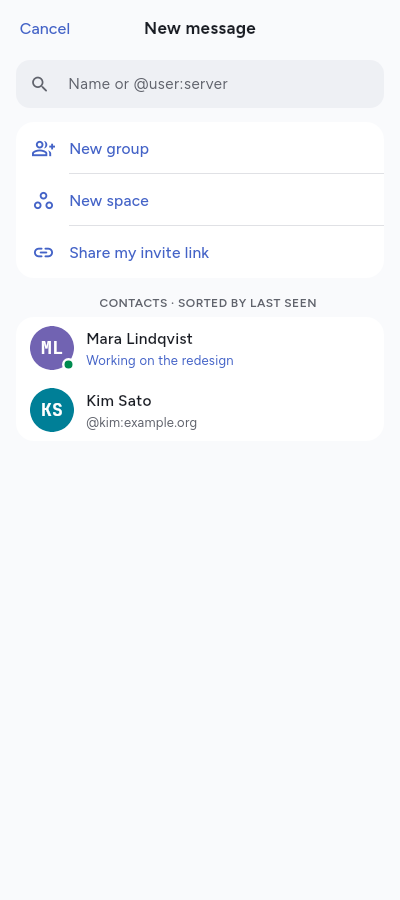 Cancel
New message
Name or @user:server
New group
New space
Share my invite link
CONTACTS · SORTED BY LAST SEEN
ML
Mara Lindqvist
Working on the redesign
KS
Kim Sato
@kim:example.org